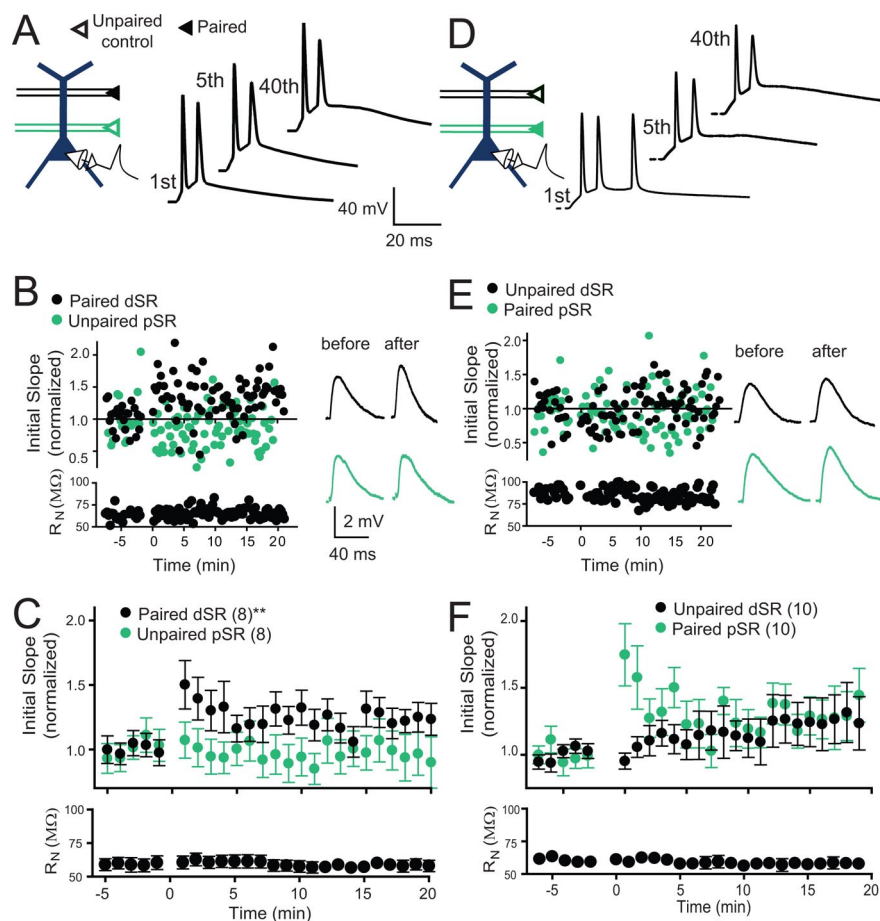 A
Unpaired
control
Paired
1st
5th
40th
40 mV
20 ms
D
1st
5th
40th
B
Paired dSR
Unpaired pSR
before
after
Initial Slope
(normalized)
2.0
1.5
1.0
0.5
RN (MΩ)
100
75
50
-5
0
5
10
15
20
Time (min)
2 mV
40 ms
E
Unpaired dSR
Paired pSR
before
after
Initial Slope
(normalized)
2.0
1.5
1.0
0.5
RN (MΩ)
100
75
50
-5
0
5
10
15
20
Time (min)
C
Paired dSR (8)**
Unpaired pSR (8)
Initial Slope
(normalized)
2.0
1.5
1.0
RN (MΩ)
100
75
50
-5
0
5
10
15
20
Time (min)
F
Unpaired dSR (10)
Paired pSR (10)
Initial Slope
(normalized)
2.0
1.5
1.0
RN (MΩ)
100
75
50
-5
0
5
10
15
20
Time (min)